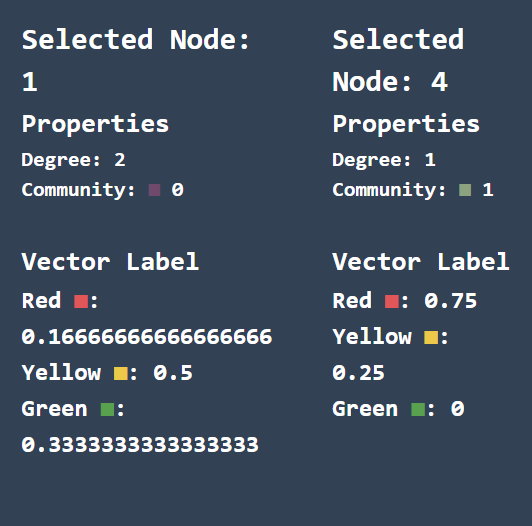 Selected Node:
1
Properties
Degree: 2
Community: ■ 0
Vector Label
Red ■:
0.16666666666666666
Yellow ■: 0.5
Green ■:
0.3333333333333333
Selected
Node: 4
Properties
Degree: 1
Community: ■ 1
Vector Label
Red ■: 0.75
Yellow ■:
0.25
Green ■: 0